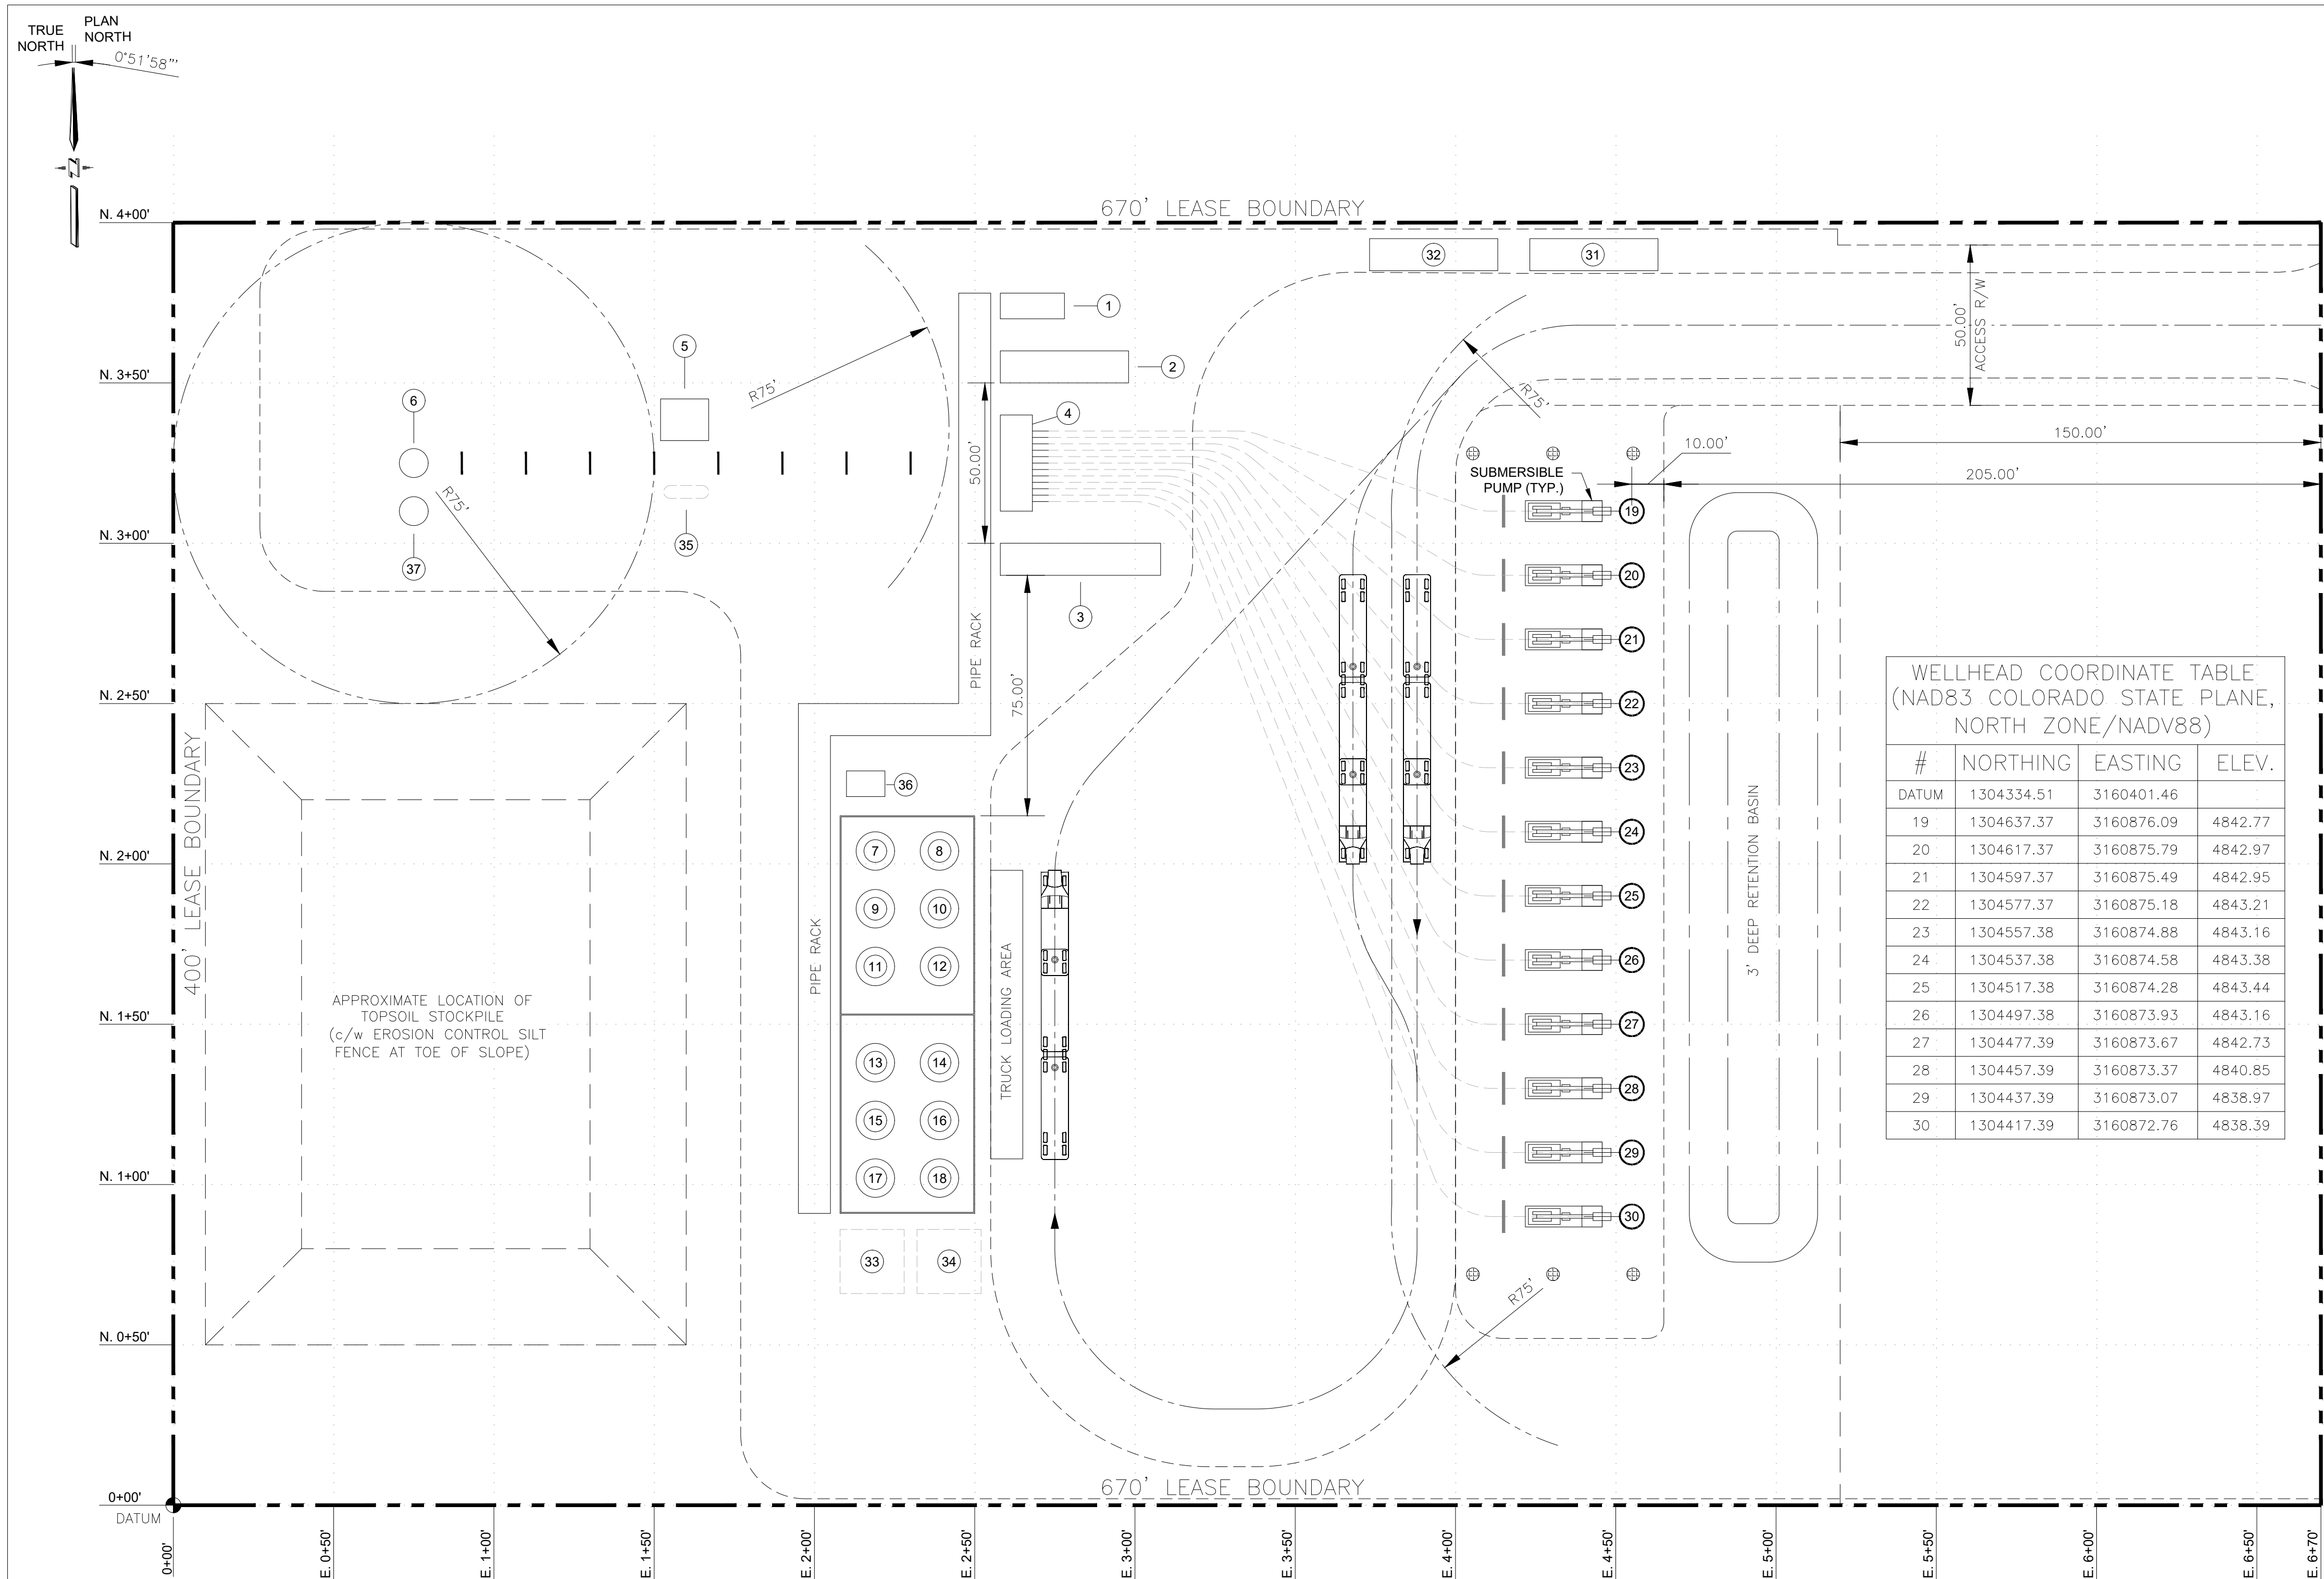 TRUE NORTH
PLAN NORTH
0°51'58"'
N
N. 4+00'
N. 3+50'
N. 3+00'
N. 2+50'
N. 2+00'
N. 1+50'
N. 1+00'
N. 0+50'
0+00'
DATUM
0+00'
E. 0+50'
E. 1+00'
E. 1+50'
E. 2+00'
E. 2+50'
E. 3+00'
E. 3+50'
E. 4+00'
E. 4+50'
E. 5+00'
E. 5+50'
E. 6+00'
E. 6+50'
E. 6+70'
670' LEASE BOUNDARY
400' LEASE BOUNDARY
670' LEASE BOUNDARY
32
31
1
2
4
3
5
6
37
35
R75'
R75'
R75'
R75'
50.00'
75.00'
PIPE RACK
PIPE RACK
36
7
8
9
10
11
12
13
14
15
16
17
18
33
34
TRUCK LOADING AREA
APPROXIMATE LOCATION OF
TOPSOIL STOCKPILE
(c/w EROSION CONTROL SILT
FENCE AT TOE OF SLOPE)
50.00'
ACCESS R/W
150.00'
10.00'
205.00'
SUBMERSIBLE
PUMP (TYP.)
19
20
21
22
23
24
25
26
27
28
29
30
3' DEEP RETENTION BASIN
WELLHEAD COORDINATE TABLE
(NAD83 COLORADO STATE PLANE,
NORTH ZONE/NADV88)
# NORTHING EASTING ELEV.
DATUM 1304334.51 3160401.46
19 1304637.37 3160876.09 4842.77
20 1304617.37 3160875.79 4842.97
21 1304597.37 3160875.49 4842.95
22 1304577.37 3160875.18 4843.21
23 1304557.38 3160874.88 4843.16
24 1304537.38 3160874.58 4843.38
25 1304517.38 3160874.28 4843.44
26 1304497.38 3160873.93 4843.16
27 1304477.39 3160873.67 4842.73
28 1304457.39 3160873.37 4840.85
29 1304437.39 3160873.07 4838.97
30 1304417.39 3160872.76 4838.39